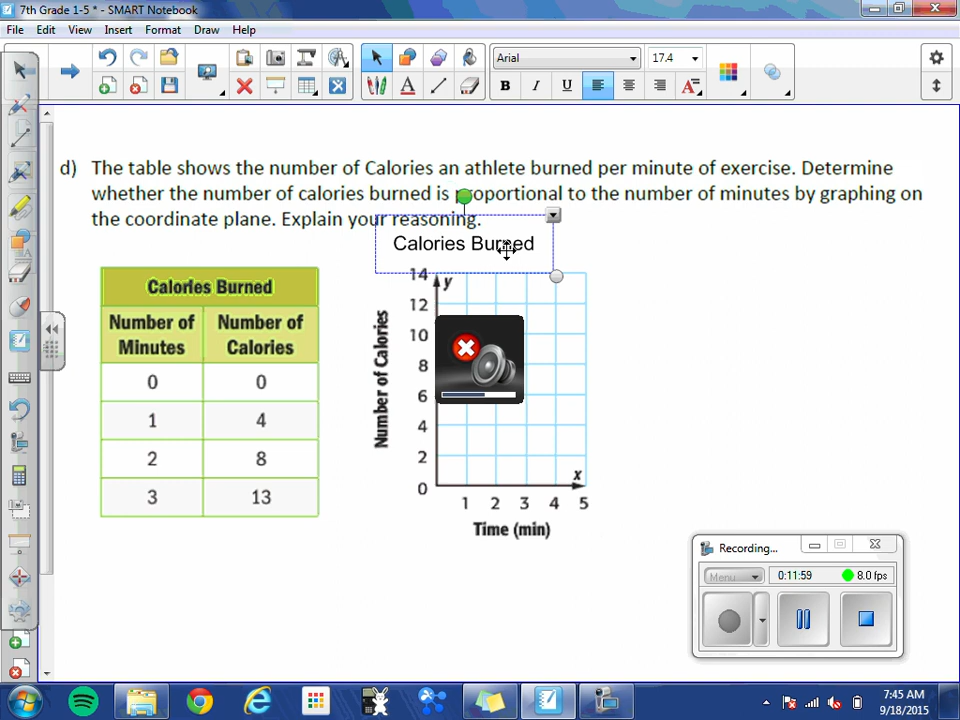 7th Grade 1-5 * - SMART Notebook
File Edit View Insert Format Draw Help
Arial 17.4
B I U A
d) The table shows the number of Calories an athlete burned per minute of exercise. Determine
whether the number of calories burned is proportional to the number of minutes by graphing on
the coordinate plane. Explain your reasoning.
Calories Burned
Calories Burned
Number of Minutes Number of Calories
0 0
1 4
2 8
3 13
Number of Calories
14 y
12
10
8
6
4
2
0
x
1 2 3 4 5
Time (min)
Recording...
Menu 0:11:59 8.0 fps
7:45 AM
9/18/2015